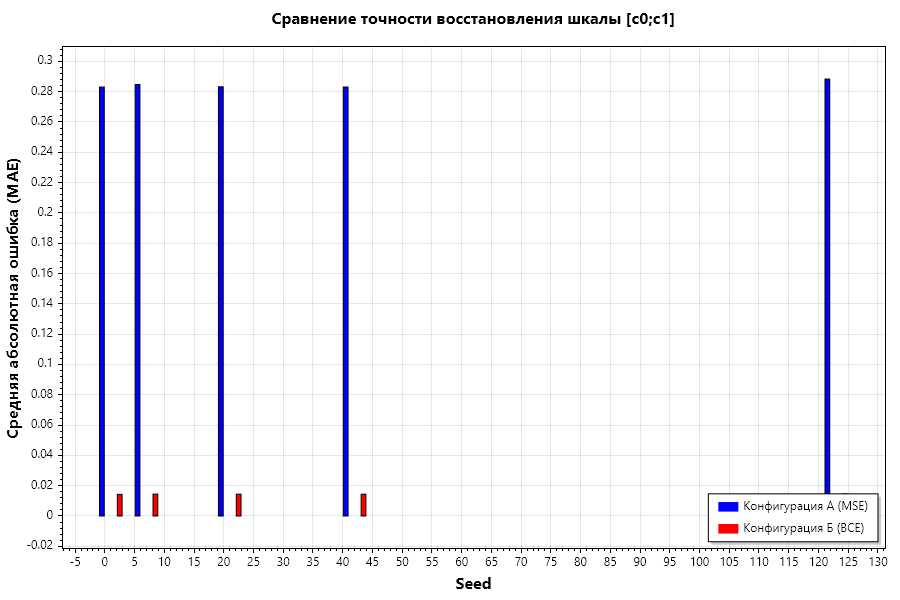 Сравнение точности восстановления шкалы [c0;c1]
Средняя абсолютная ошибка (MAE)
0.3
0.28
0.26
0.24
0.22
0.2
0.18
0.16
0.14
0.12
0.1
0.08
0.06
0.04
0.02
0
-0.02
Конфигурация А (MSE)
Конфигурация Б (BCE)
-5 0 5 10 15 20 25 30 35 40 45 50 55 60 65 70 75 80 85 90 95 100 105 110 115 120 125 130
Seed